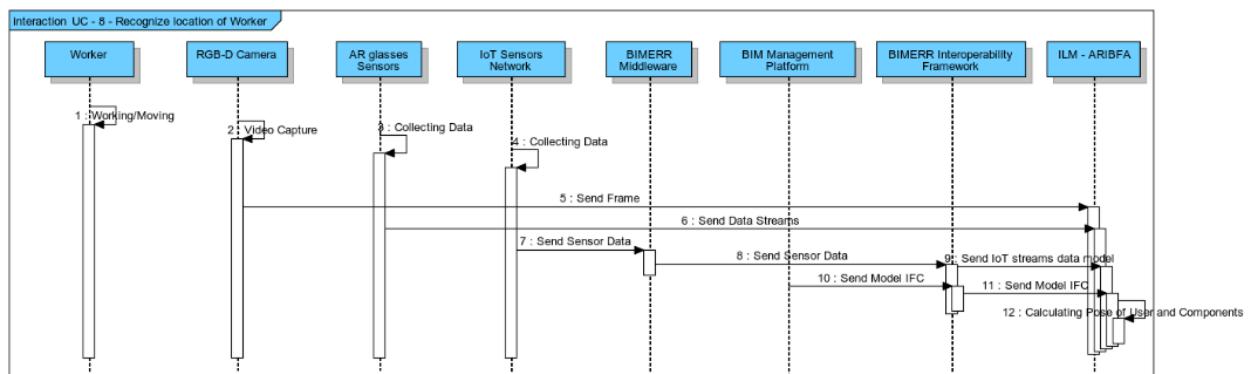 Interaction UC - 8 - Recognize location of Worker
Worker
RGB-D Camera
AR glasses
Sensors
IoT Sensors
Network
BIMERR
Middleware
BIM Management
Platform
BIMERR Interoperability
Framework
ILM - ARIBFA
1 : Working/Moving
2 : Video Capture
3 : Collecting Data
4 : Collecting Data
5 : Send Frame
6 : Send Data Streams
7 : Send Sensor Data
8 : Send Sensor Data
9 : Send IoT streams data model
10 : Send Model IFC
11 : Send Model IFC
12 : Calculating Pose of User and Components